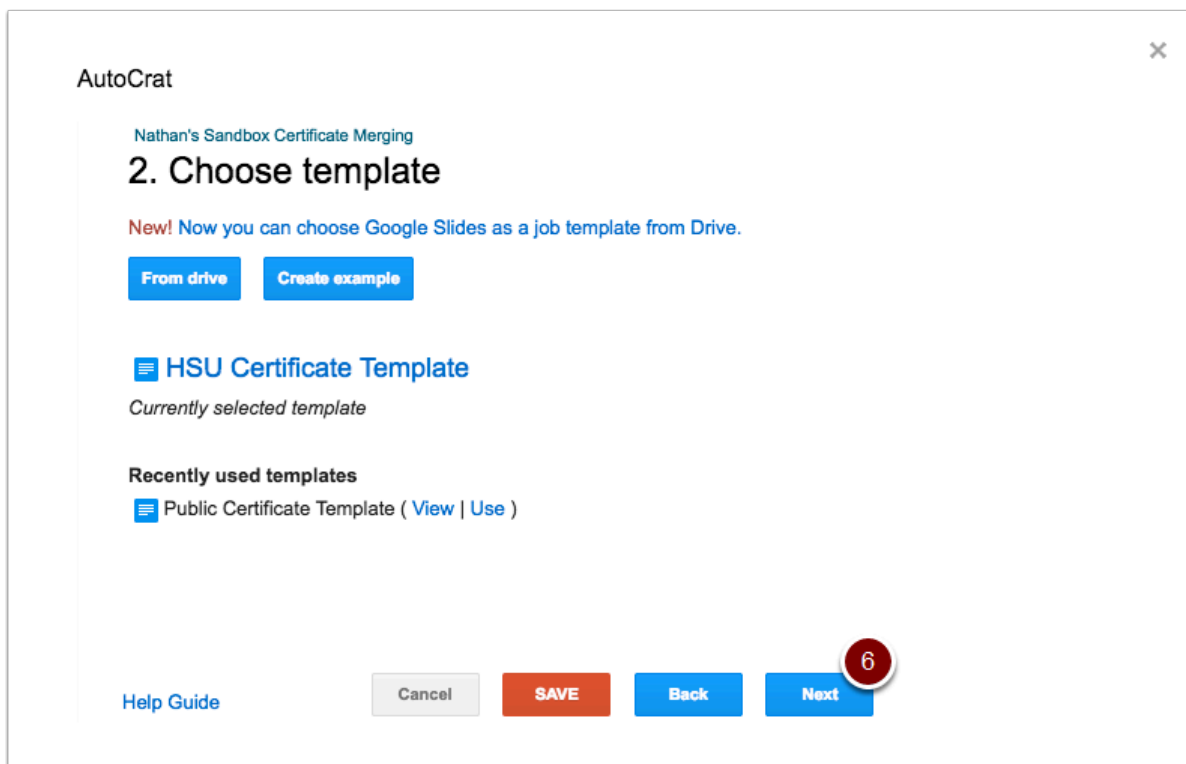 ×
AutoCrat
Nathan's Sandbox Certificate Merging
2. Choose template
New! Now you can choose Google Slides as a job template from Drive.
From drive Create example
HSU Certificate Template
Currently selected template
Recently used templates
Public Certificate Template ( View | Use )
6
Help Guide Cancel SAVE Back Next